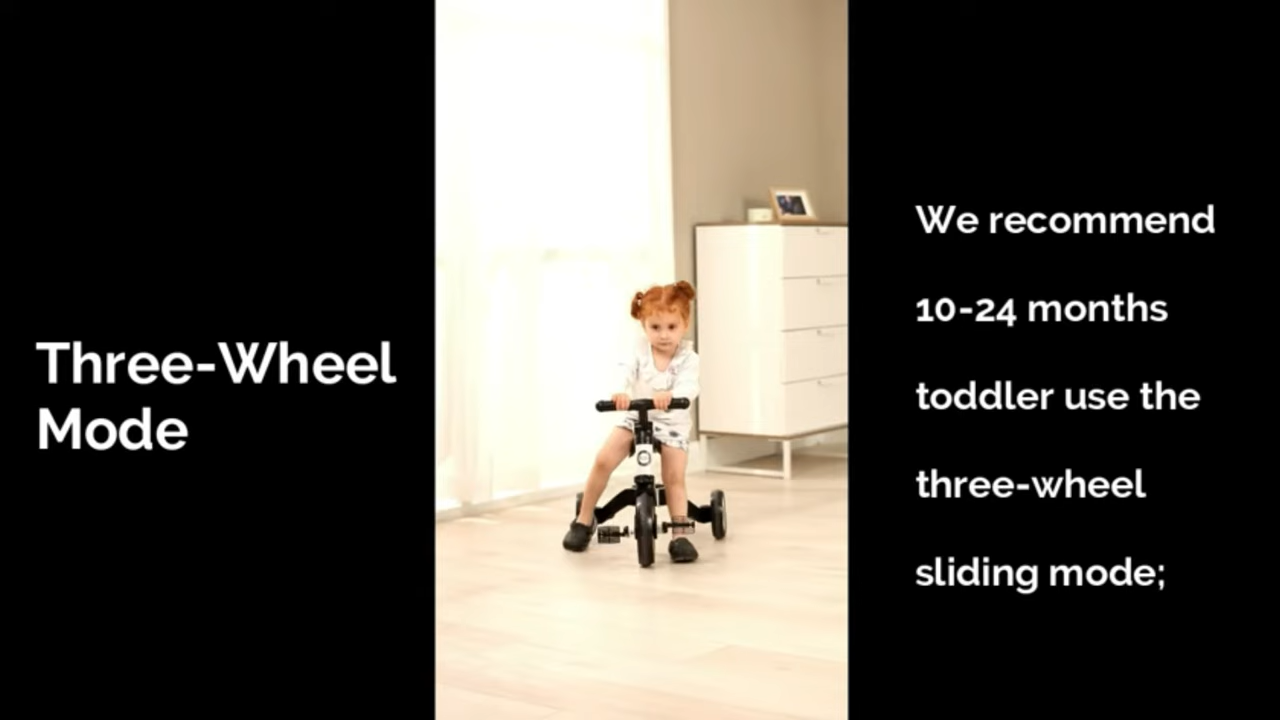 Three-Wheel
Mode
We recommend
10-24 months
toddler use the
three-wheel
sliding mode;